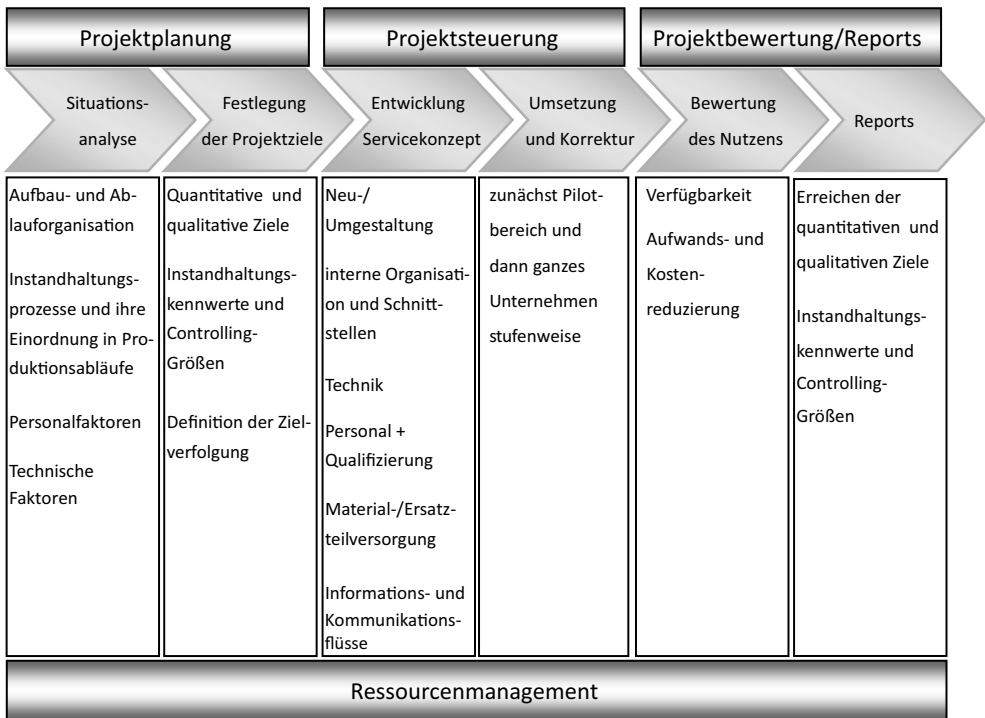 Projektplanung
Projektsteuerung
Projektbewertung/Reports
Situations-
analyse
Festlegung
der Projektziele
Entwicklung
Servicekonzept
Umsetzung
und Korrektur
Bewertung
des Nutzens
Reports
Aufbau- und Ab-
lauforganisation
Instandhaltungs-
prozesse und ihre
Einordnung in Pro-
duktionsabläufe
Personalfaktoren
Technische
Faktoren
Quantitative und
qualitative Ziele
Instandhaltungs-
kennwerte und
Controlling-
Größen
Definition der Ziel-
verfolgung
Neu-/
Umgestaltung
interne Organisati-
on und Schnitt-
stellen
Technik
Personal +
Qualifizierung
Material-/Ersatz-
teilversorgung
Informations- und
Kommunikations-
flüsse
zunächst Pilot-
bereich und
dann ganzes
Unternehmen
stufenweise
Verfügbarkeit
Aufwands- und
Kosten-
reduzierung
Erreichen der
quantitativen und
qualitativen Ziele
Instandhaltungs-
kennwerte und
Controlling-
Größen
Ressourcenmanagement